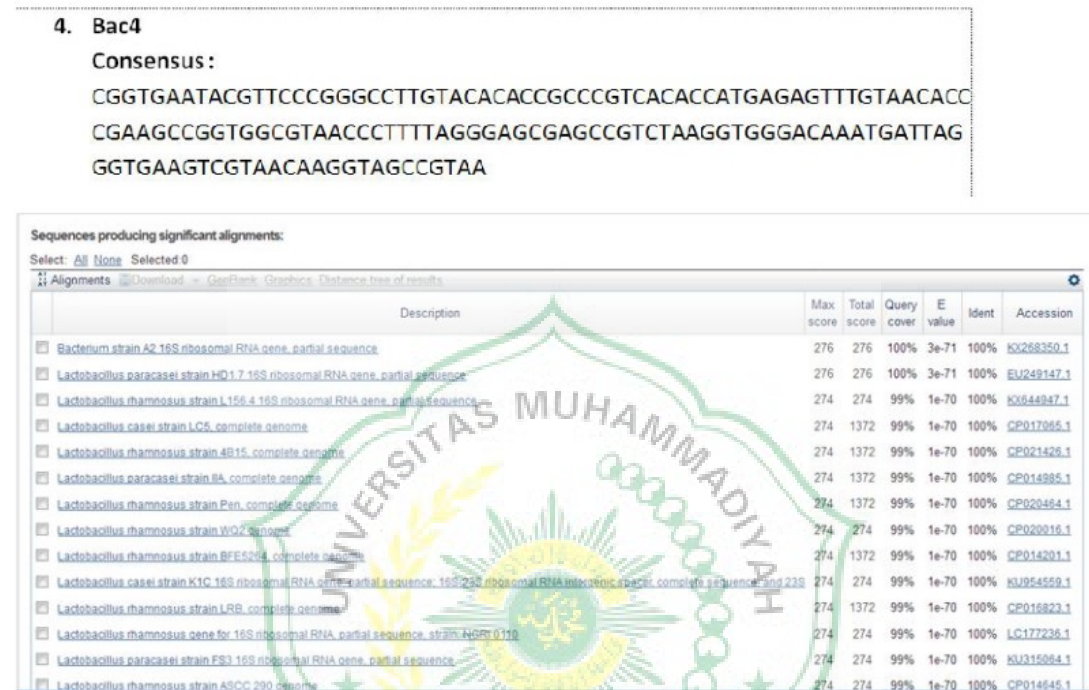 4. Bac4
Consensus:
CGGTGAATACGTTCCCGGGCCTTGTACACACCGCCCGTCACACCATGAGAGTTTGTAACACC
CGAAGCCGGTGGCGTAACCCTTTTAGGGAGCGAGCCGTCTAAGGTGGGACAAATGATTAG
GGTGAAGTCGTAACAAGGTAGCCGTAA
Sequences producing significant alignments:
Select: All None Selected:0
Alignments Download GenBank Graphics Distance tree of results
Description Max score Total score Query cover E value Ident Accession
Bacterium strain A2 16S ribosomal RNA gene, partial sequence 276 276 100% 3e-71 100% KX268350.1
Lactobacillus paracasei strain HD1.7 16S ribosomal RNA gene, partial sequence 276 276 100% 3e-71 100% EU249147.1
Lactobacillus rhamnosus strain L156.4 16S ribosomal RNA gene, partial sequence 274 274 99% 1e-70 100% KX644947.1
Lactobacillus casei strain LC5, complete genome 274 1372 99% 1e-70 100% CP017065.1
Lactobacillus rhamnosus strain 4B15, complete genome 274 1372 99% 1e-70 100% CP021426.1
Lactobacillus paracasei strain IIA, complete genome 274 1372 99% 1e-70 100% CP014985.1
Lactobacillus rhamnosus strain Pen, complete genome 274 1372 99% 1e-70 100% CP020464.1
Lactobacillus rhamnosus strain WQ2 genome 274 274 99% 1e-70 100% CP020016.1
Lactobacillus rhamnosus strain BFE5264, complete genome 274 1372 99% 1e-70 100% CP014201.1
Lactobacillus casei strain K1C 16S ribosomal RNA gene, partial sequence; 16S-23S ribosomal RNA intergenic spacer, complete sequence; and 23S 274 274 99% 1e-70 100% KU954559.1
Lactobacillus rhamnosus strain LRB, complete genome 274 1372 99% 1e-70 100% CP016823.1
Lactobacillus rhamnosus gene for 16S ribosomal RNA, partial sequence, strain: NGRI 0110 274 274 99% 1e-70 100% LC177236.1
Lactobacillus paracasei strain FS3 16S ribosomal RNA gene, partial sequence 274 274 99% 1e-70 100% KU315064.1
Lactobacillus rhamnosus strain ASCC 290 genome 274 274 99% 1e-70 100% CP014645.1
UNIVERSITAS MUHAMMADIYAH